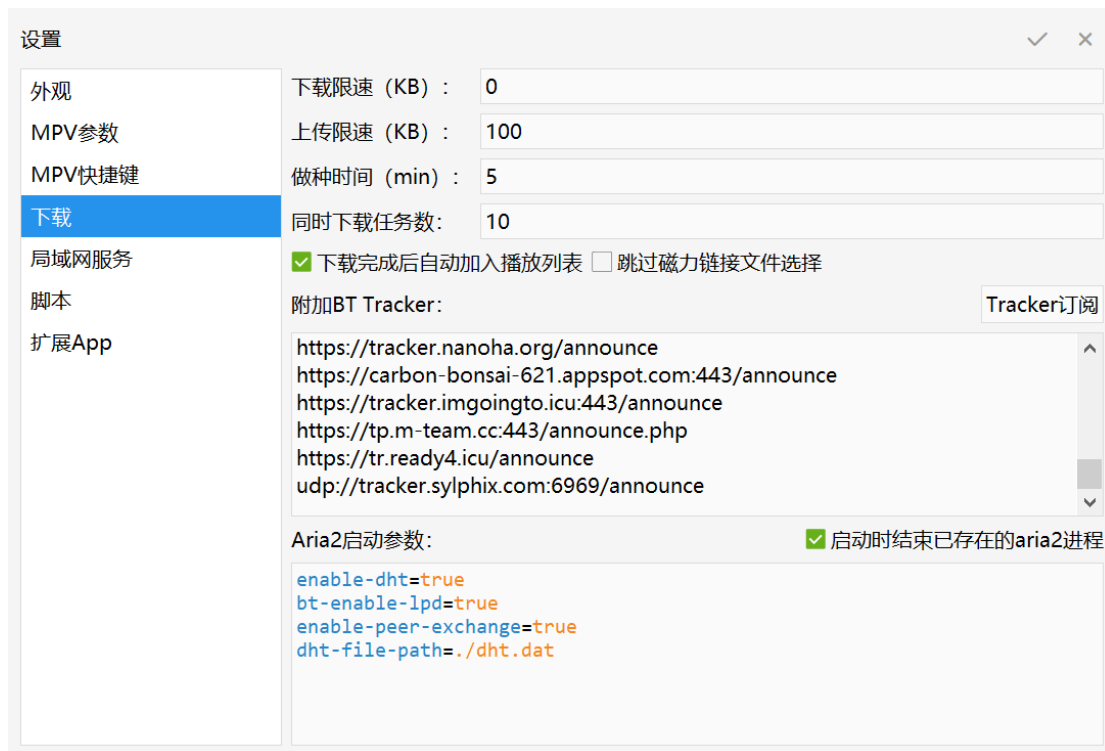 设置
外观
MPV参数
MPV快捷键
下载
局域网服务
脚本
扩展App
下载限速（KB）: 0
上传限速（KB）: 100
做种时间（min）: 5
同时下载任务数: 10
下载完成后自动加入播放列表 跳过磁力链接文件选择
附加BT Tracker: Tracker订阅
https://tracker.nanoha.org/announce
https://carbon-bonsai-621.appspot.com:443/announce
https://tracker.imgoingto.icu:443/announce
https://tp.m-team.cc:443/announce.php
https://tr.ready4.icu/announce
udp://tracker.sylphix.com:6969/announce
Aria2启动参数: 启动时结束已存在的aria2进程
enable-dht=true
bt-enable-lpd=true
enable-peer-exchange=true
dht-file-path=./dht.dat